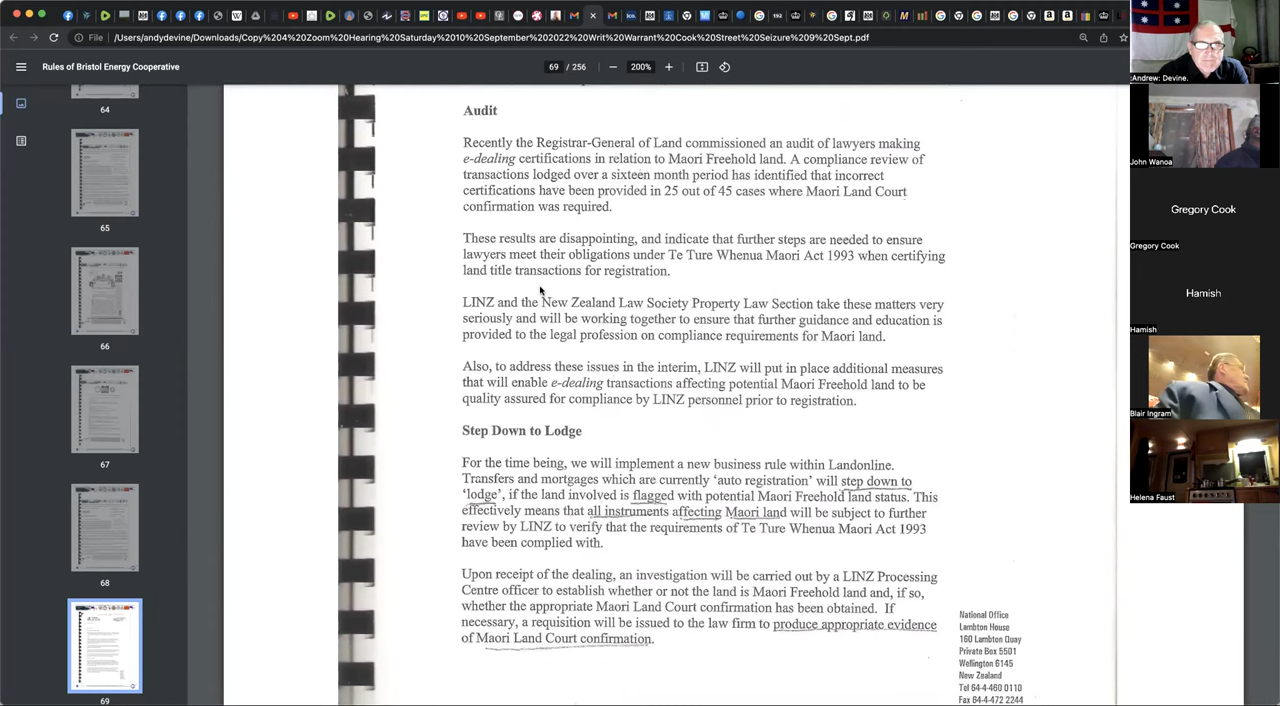 File
/Users/andydevine/Downloads/Copy%204%20Zoom%20Hearing%20Saturday
Rules of Bristol Energy Cooperative
69 / 256
200%
64
65
66
67
68
69
Audit
Recently the Registrar-General of Land commissioned an audit of lawyers making
e-dealing certifications in relation to Maori Freehold land. A compliance review of
transactions lodged over a sixteen month period has identified that incorrect
certifications have been provided in 25 out of 45 cases where Maori Land Court
confirmation was required.
These results are disappointing, and indicate that further steps are needed to ensure
lawyers meet their obligations under Te Ture Whenua Maori Act 1993 when certifying
land title transactions for registration.
LINZ and the New Zealand Law Society Property Law Section take these matters very
seriously and will be working together to ensure that further guidance and education is
provided to the legal profession on compliance requirements for Maori land.
Also, to address these issues in the interim, LINZ will put in place additional measures
that will enable e-dealing transactions affecting potential Maori Freehold land to be
quality assured for compliance by LINZ personnel prior to registration.
Step Down to Lodge
For the time being, we will implement a new business rule within Landonline.
Transfers and mortgages which are currently ‘auto registration’ will step down to
‘lodge’, if the land involved is flagged with potential Maori Freehold land status. This
effectively means that all instruments affecting Maori land will be subject to further
review by LINZ to verify that the requirements of Te Ture Whenua Maori Act 1993
have been complied with.
Upon receipt of the dealing, an investigation will be carried out by a LINZ Processing
Centre officer to establish whether or not the land is Maori Freehold land and, if so,
whether the appropriate Maori Land Court confirmation has been obtained. If
necessary, a requisition will be issued to the law firm to produce appropriate evidence
of Maori Land Court confirmation.
National Office
Lambton House
160 Lambton Quay
Private Box 5501
Wellington 6145
New Zealand
Tel 64-4-460 0110
Fax 64-4-472 2244
Andrew: Devine.
John Wanoa
Gregory Cook
Gregory Cook
Hamish
Hamish
Blair Ingram
Helena Faust